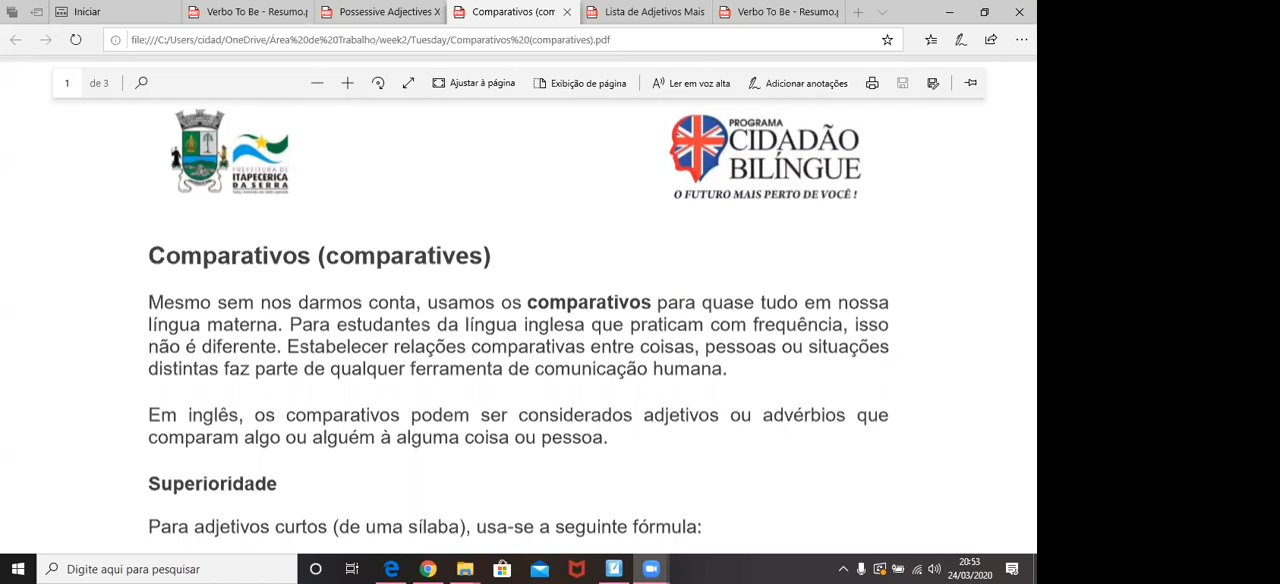 Iniciar
Verbo To Be - Resumo.p
Possessive Adjectives X
Comparativos (com
Lista de Adjetivos Mais
Verbo To Be - Resumo.p
file:///C:/Users/cidad/OneDrive/Área%20de%20Trabalho/week2/Tuesday/Comparativos%20(comparatives).pdf
1 de 3
Ajustar à página
Exibição de página
Ler em voz alta
Adicionar anotações
PREFEITURA DE
ITAPECERICA
DA SERRA
PROGRAMA
CIDADÃO
BILÍNGUE
O FUTURO MAIS PERTO DE VOCÊ !
Comparativos (comparatives)
Mesmo sem nos darmos conta, usamos os comparativos para quase tudo em nossa
língua materna. Para estudantes da língua inglesa que praticam com frequência, isso
não é diferente. Estabelecer relações comparativas entre coisas, pessoas ou situações
distintas faz parte de qualquer ferramenta de comunicação humana.
Em inglês, os comparativos podem ser considerados adjetivos ou advérbios que
comparam algo ou alguém à alguma coisa ou pessoa.
Superioridade
Para adjetivos curtos (de uma sílaba), usa-se a seguinte fórmula:
Digite aqui para pesquisar
20:53
24/03/2020